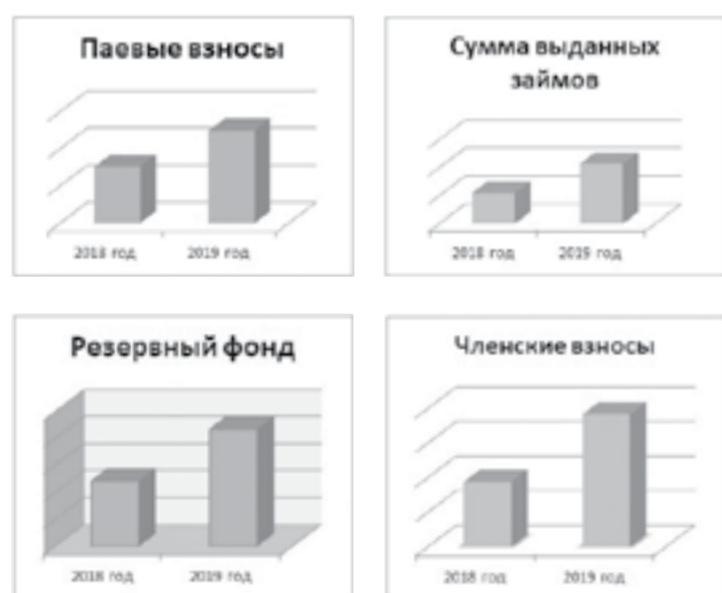 Паевые взносы
2018 год 2019 год
Сумма выданных
займов
2018 год 2019 год
Резервный фонд
2018 год 2019 год
Членские взносы
2018 год 2019 год